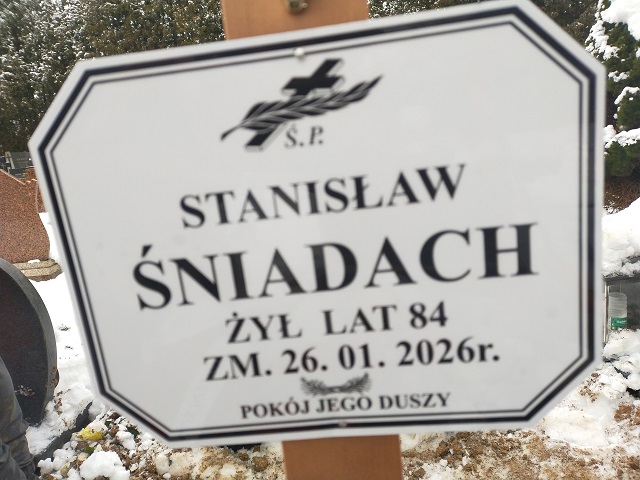 Ś.P.
STANISŁAW
ŚNIADACH
ŻYŁ LAT 84
ZM. 26. 01. 2026r.
POKÓJ JEGO DUSZY